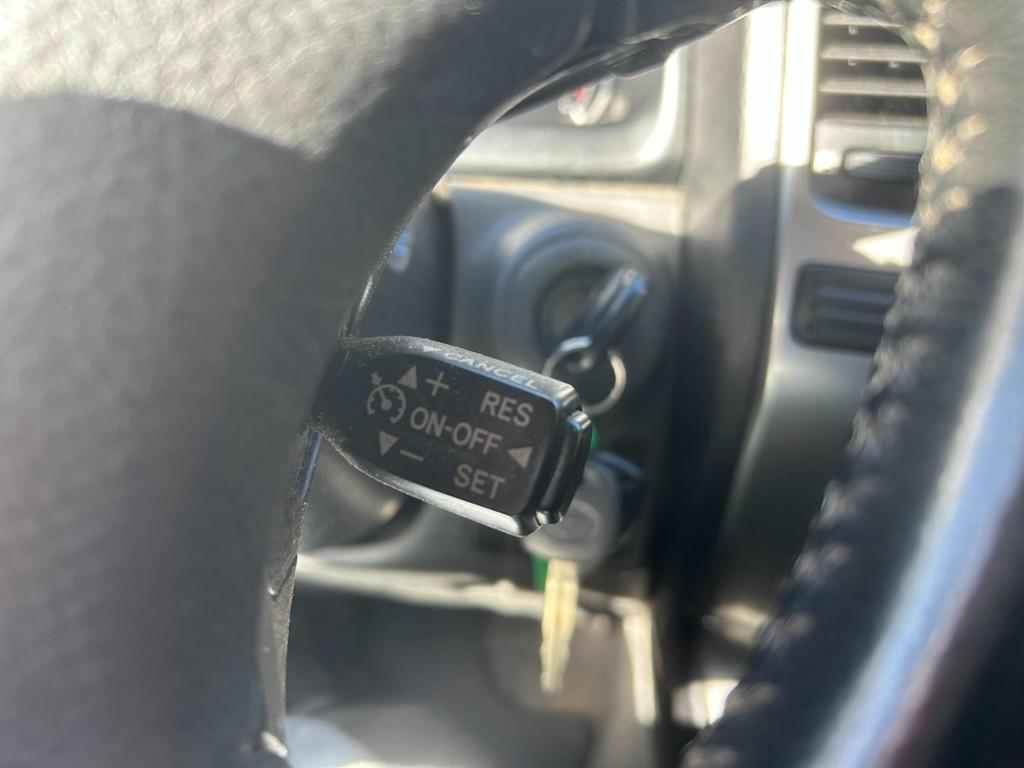 CANCEL
+ RES
ON-OFF
– SET